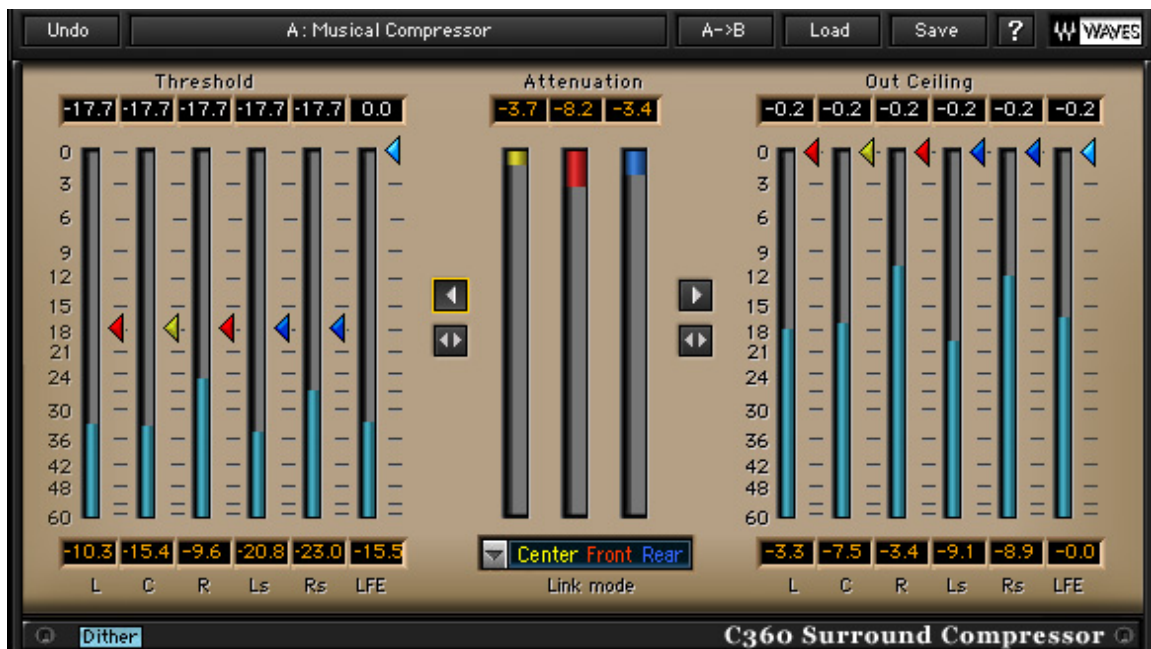 Undo A: Musical Compressor A->B Load Save ? WAVES
Threshold Attenuation Out Ceiling
-17.7 -17.7 -17.7 -17.7 -17.7 0.0 -3.7 -8.2 -3.4 -0.2 -0.2 -0.2 -0.2 -0.2 -0.2
0 0
3 3
6 6
9 9
12 12
15 15
18 18
21 21
24 24
30 30
36 36
42 42
48 48
60 60
-10.3 -15.4 -9.6 -20.8 -23.0 -15.5 Center Front Rear -3.3 -7.5 -3.4 -9.1 -8.9 -0.0
L C R Ls Rs LFE Link mode L C R Ls Rs LFE
Dither C360 Surround Compressor